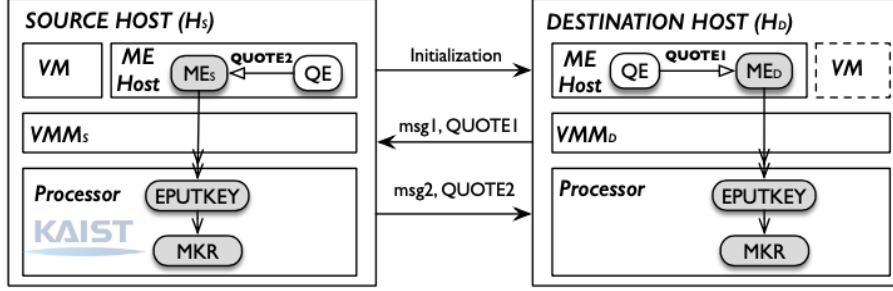 SOURCE HOST (HS)
VM
ME
Host
MES
QUOTE2
QE
VMMS
Processor
EPUTKEY
KAIST
MKR
Initialization
msg1, QUOTE1
msg2, QUOTE2
DESTINATION HOST (HD)
ME
Host
QE
QUOTE1
MED
VM
VMMD
Processor
EPUTKEY
MKR